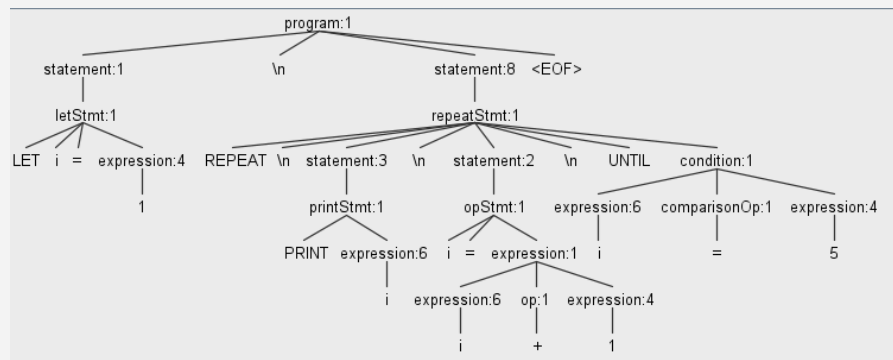 program:1
statement:1 \n statement:8 <EOF>
letStmt:1 repeatStmt:1
LET i = expression:4 REPEAT \n statement:3 \n statement:2 \n UNTIL condition:1
1 printStmt:1 opStmt:1 expression:6 comparisonOp:1 expression:4
PRINT expression:6 i = expression:1 i = 5
i expression:6 op:1 expression:4
i + 1